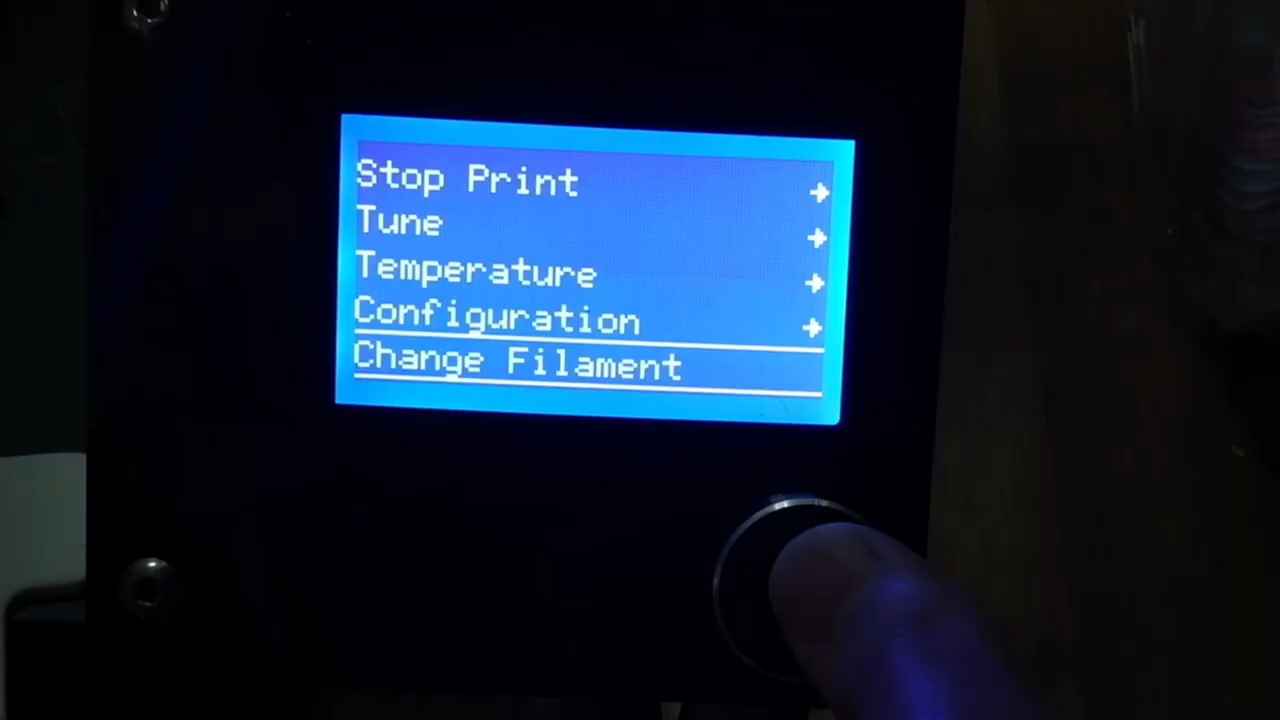 Stop Print
Tune
Temperature
Configuration
Change Filament